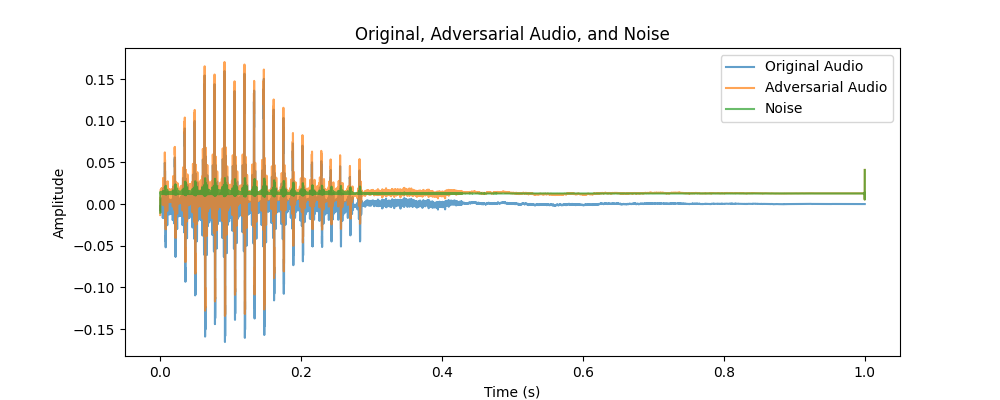 Original, Adversarial Audio, and Noise
Original Audio
Adversarial Audio
Noise
0.15
0.10
0.05
0.00
−0.05
−0.10
−0.15
Amplitude
0.0 0.2 0.4 0.6 0.8 1.0
Time (s)